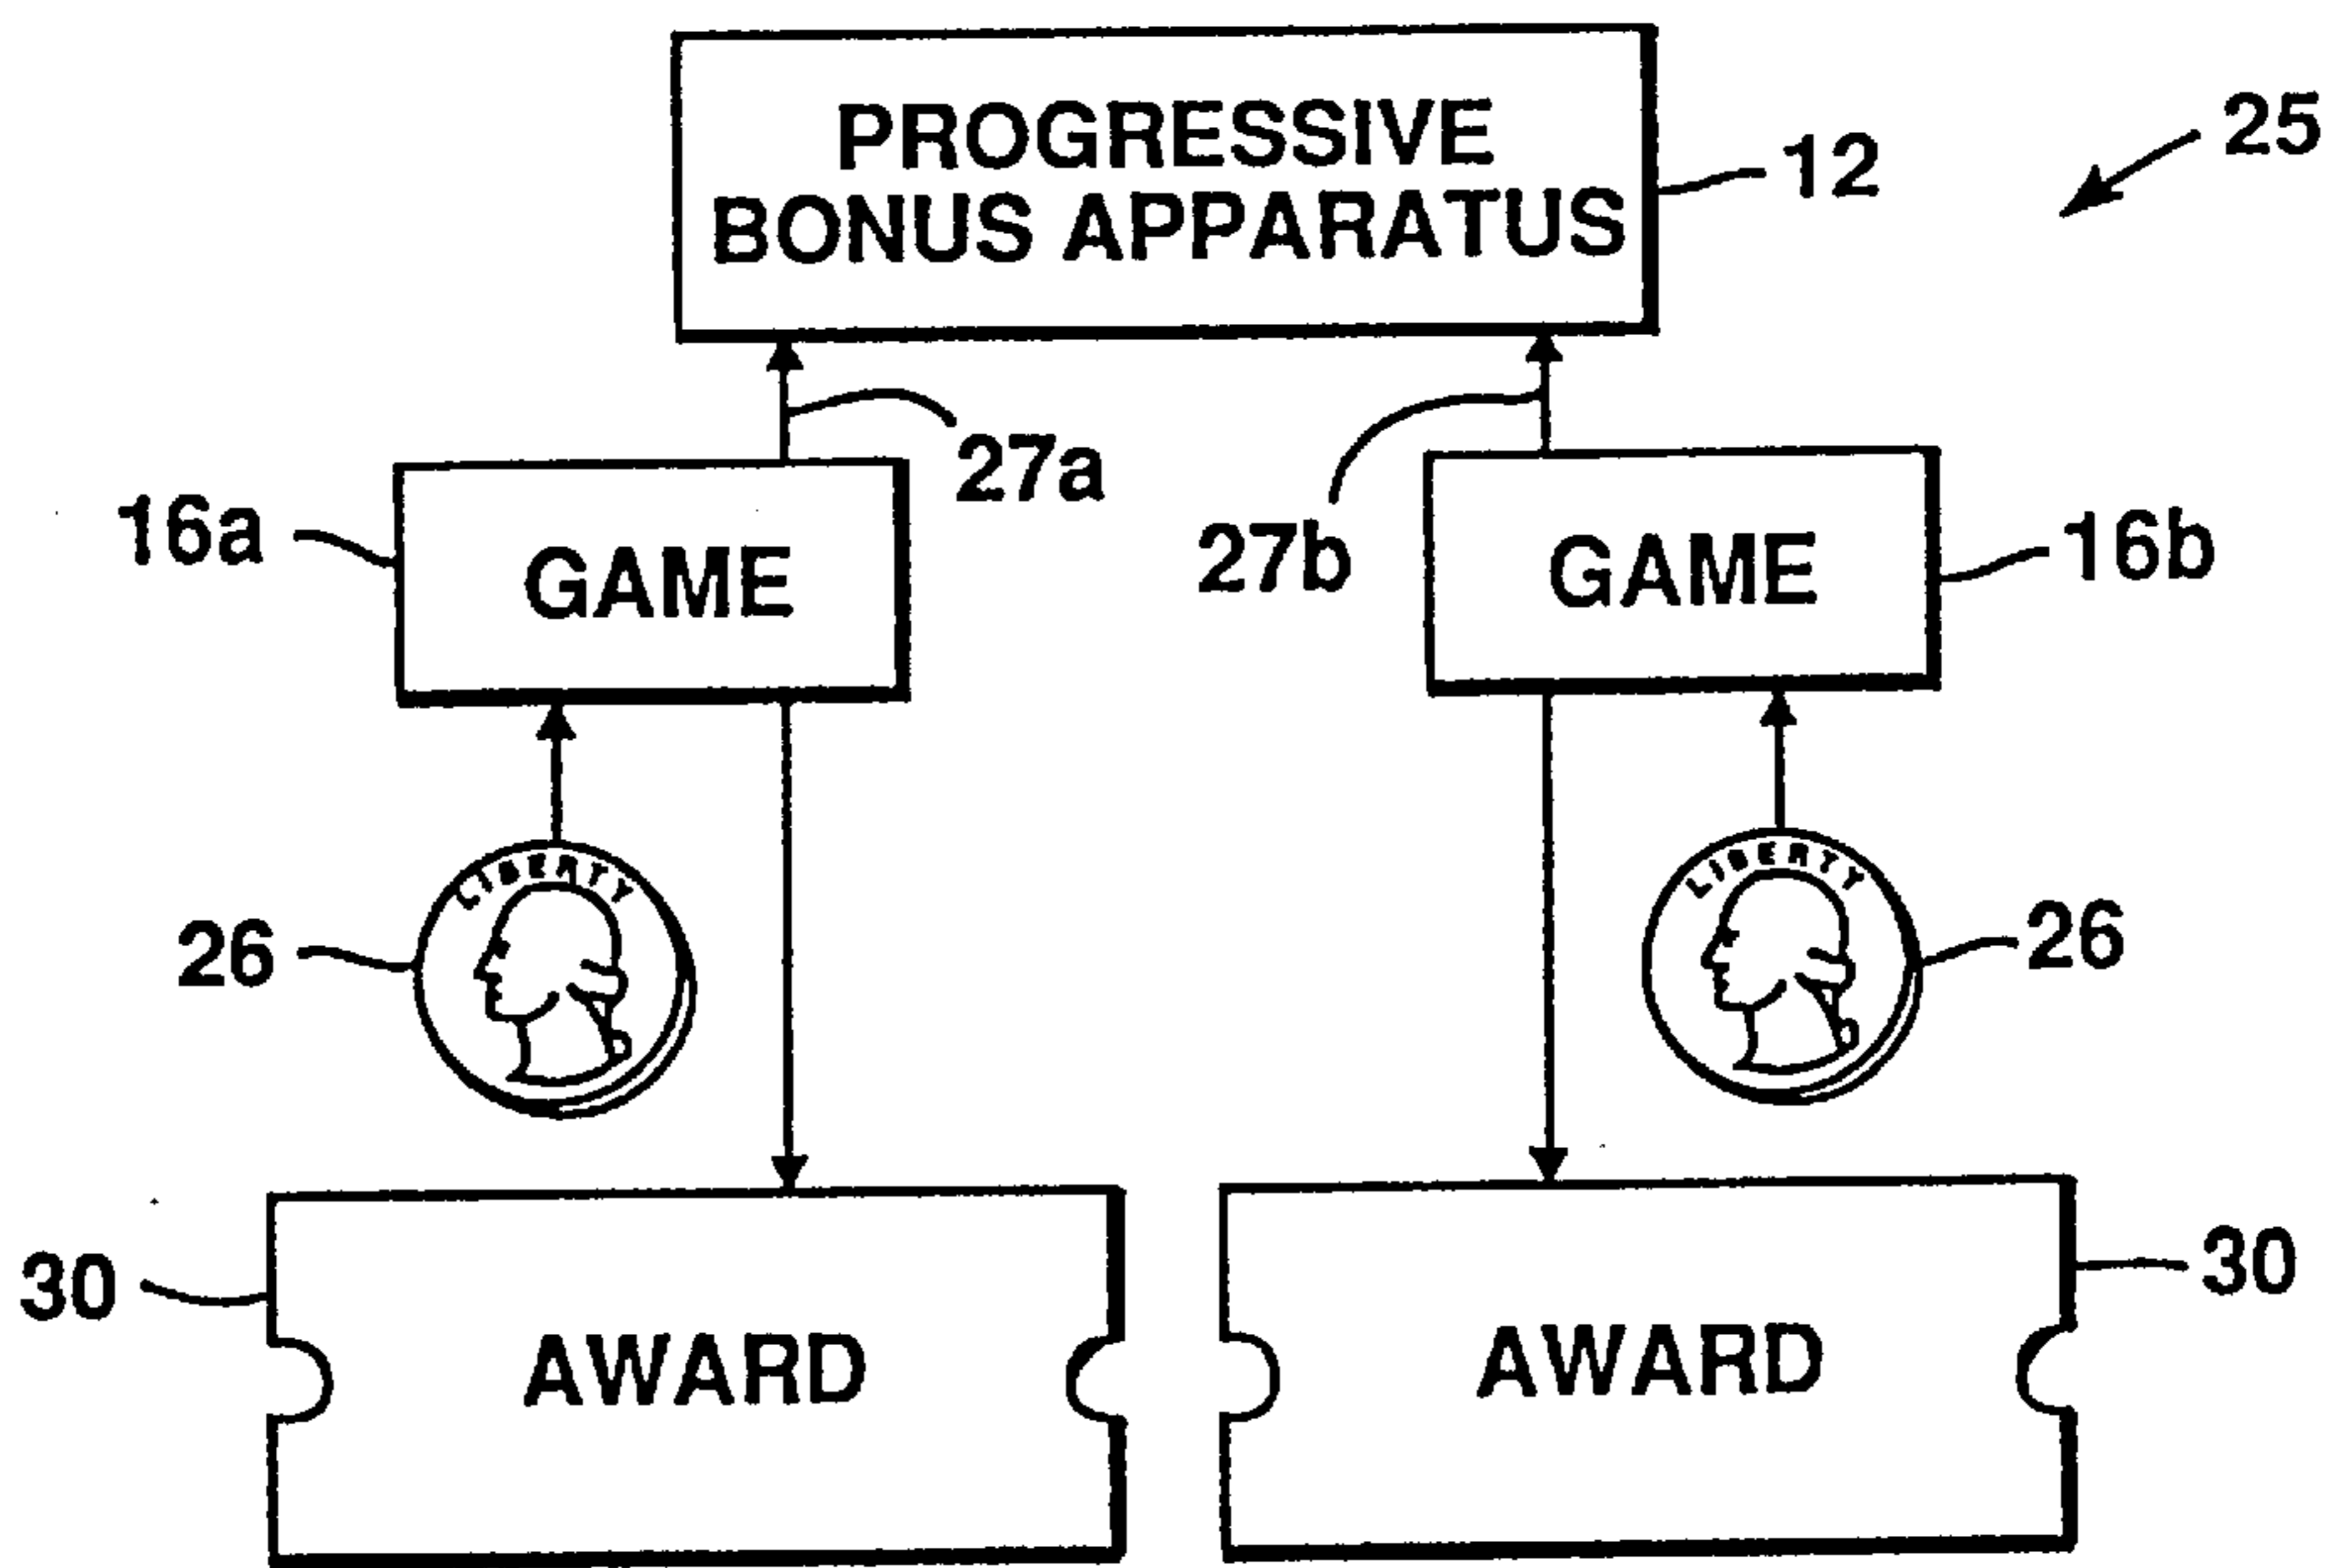 PROGRESSIVE
BONUS APPARATUS
12
25
27a
27b
16a
GAME
GAME
16b
LIBERTY
LIBERTY
26
26
30
AWARD
AWARD
30